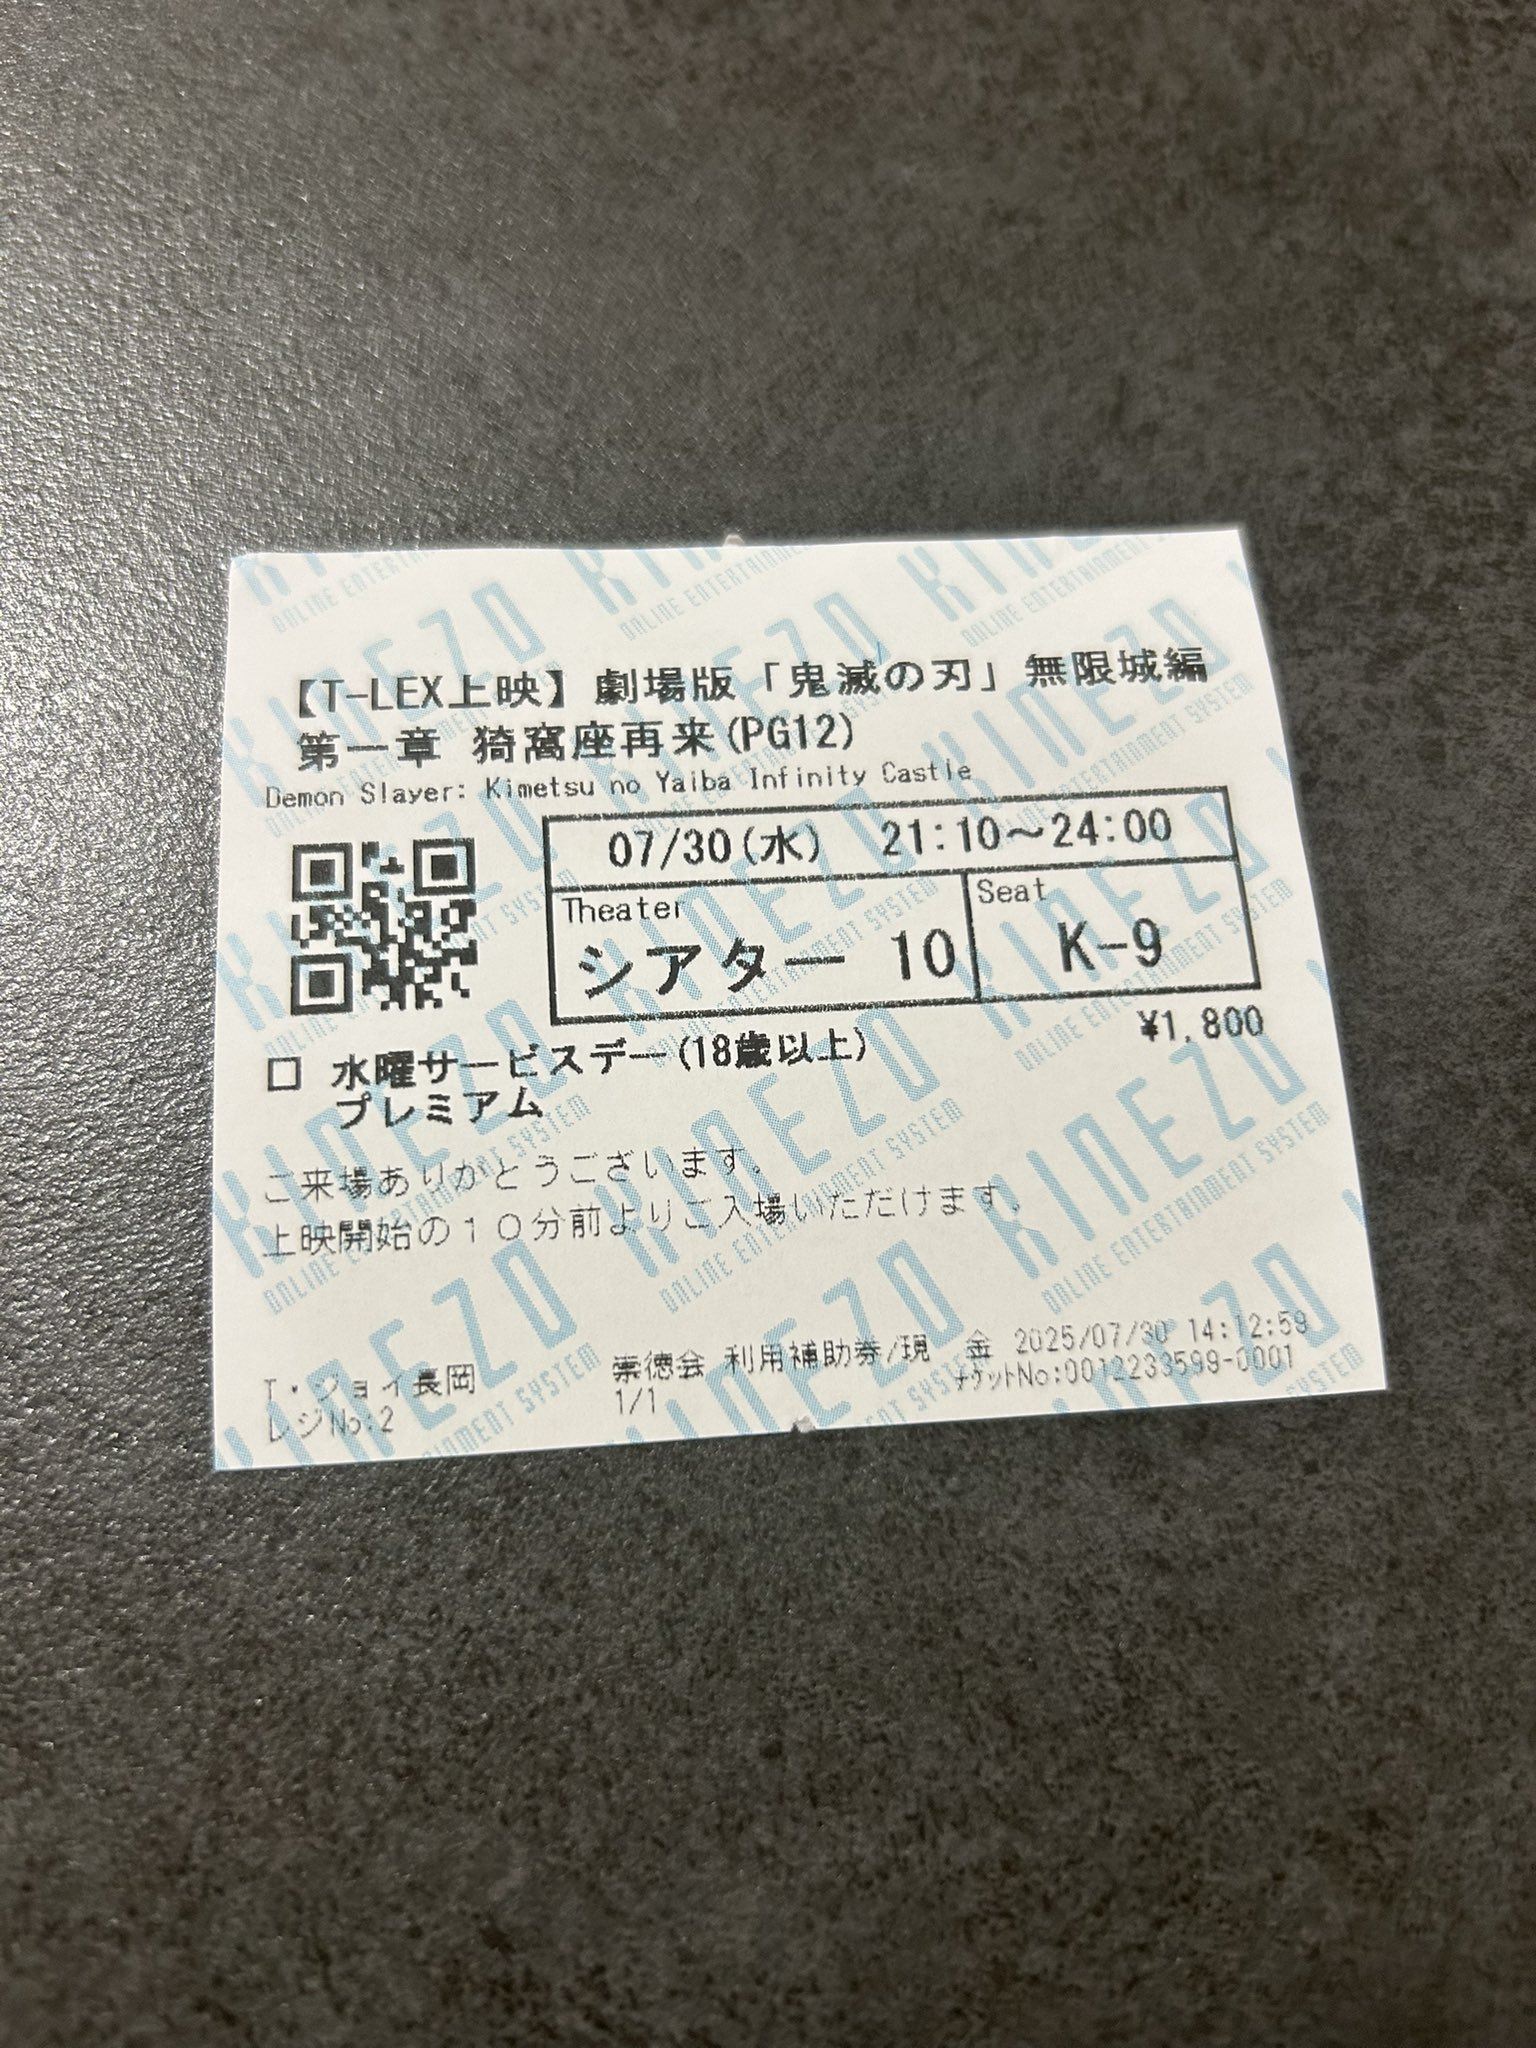 【T-LEX上映】劇場版「鬼滅の刃」無限城編
第一章 猗窩座再来(PG12)
Demon Slayer: Kimetsu no Yaiba Infinity Castle
07/30(水) 21:10～24:00
Theater
シアター 10
Seat
K-9
¥1,800
□ 水曜サービスデー(18歳以上)
プレミアム
ご来場ありがとうございます。
上映開始の１０分前よりご入場いただけます。
T・ジョイ長岡
レジNo:2
崇徳会 利用補助券/現 金 2025/07/30 14:12:59
1/1
チケットNo:0012233599-0001
KINEZO
ONLINE ENTERTAINMENT SYSTEM